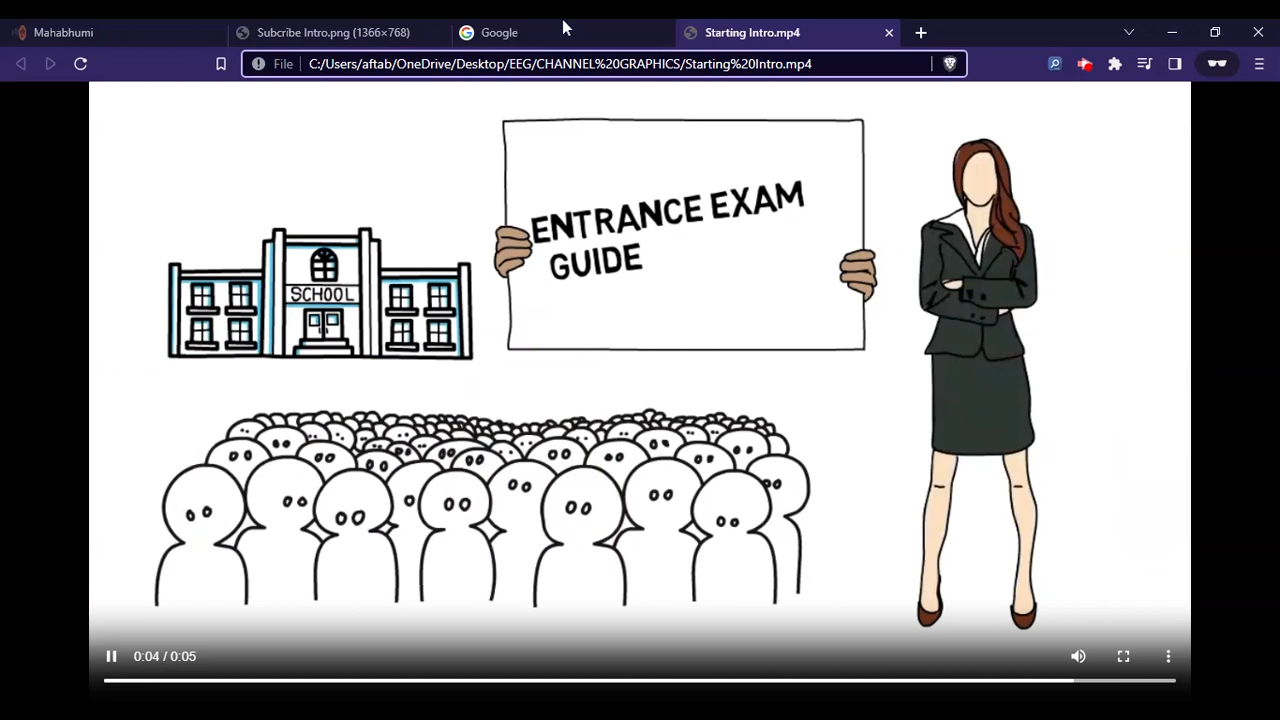 Mahabhumi
Subcribe Intro.png (1366×768)
Google
Starting Intro.mp4
File
C:/Users/aftab/OneDrive/Desktop/EEG/CHANNEL%20GRAPHICS/Starting%20Intro.mp4
ENTRANCE EXAM
GUIDE
SCHOOL
0:04 / 0:05